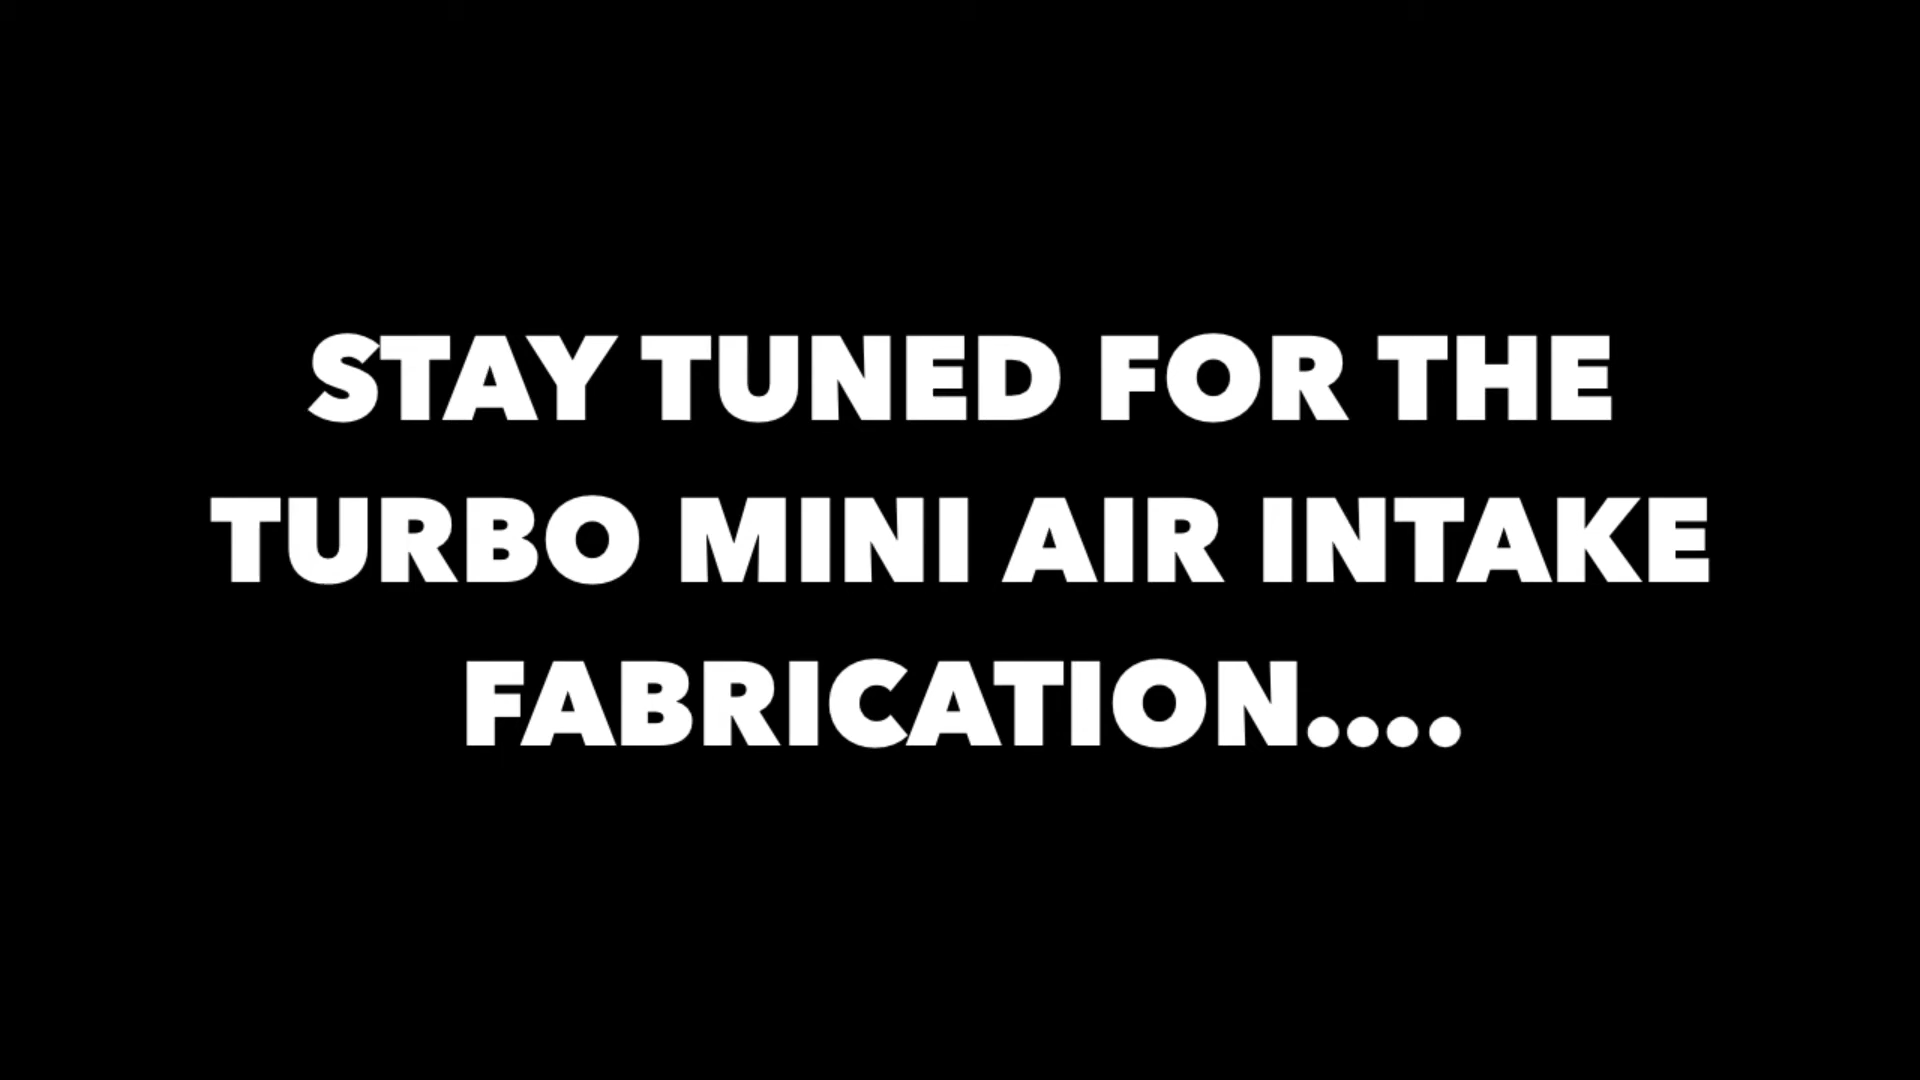 STAY TUNED FOR THE
TURBO MINI AIR INTAKE
FABRICATION....